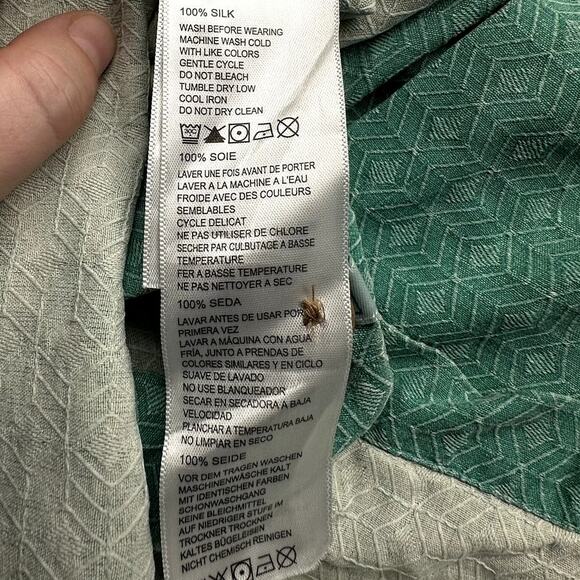 100% SILK
WASH BEFORE WEARING
MACHINE WASH COLD
WITH LIKE COLORS
GENTLE CYCLE
DO NOT BLEACH
TUMBLE DRY LOW
COOL IRON
DO NOT DRY CLEAN
100% SOIE
LAVER UNE FOIS AVANT DE PORTER
LAVER A LA MACHINE A L'EAU
FROIDE AVEC DES COULEURS
SEMBLABLES
CYCLE DELICAT
NE PAS UTILISER DE CHLORE
SECHER PAR CULBUTAGE A BASSE
TEMPERATURE
FER A BASSE TEMPERATURE
NE PAS NETTOYER A SEC
100% SEDA
LAVAR ANTES DE USAR POR
PRIMERA VEZ
LAVAR A MÁQUINA CON AGUA
FRÍA, JUNTO A PRENDAS DE
COLORES SIMILARES Y EN CICLO
SUAVE DE LAVADO
NO USE BLANQUEADOR
SECAR EN SECADORA A BAJA
VELOCIDAD
PLANCHAR A TEMPERATURA BAJA
NO LIMPIAR EN SECO
100% SEIDE
VOR DEM TRAGEN WASCHEN
MASCHINENWÄSCHE KALT
MIT IDENTISCHEN FARBEN
SCHONWASCHGANG
KEINE BLEICHMITTEL
AUF NIEDRIGER STUFE IM
TROCKNER TROCKNEN
KALTES BÜGELEISEN
NICHT CHEMISCH REINIGEN